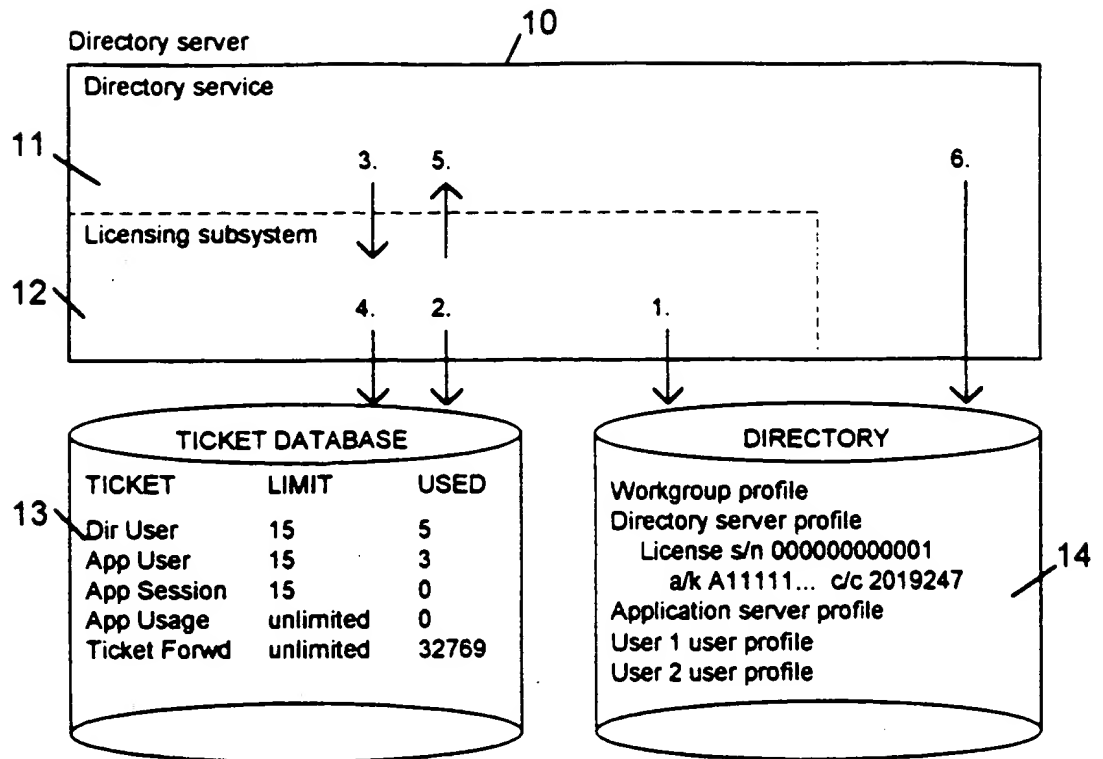 10
Directory server
Directory service
11
3. 5. 6.
Licensing subsystem
12
4. 2. 1.
TICKET DATABASE
TICKET LIMIT USED
13
Dir User 15 5
App User 15 3
App Session 15 0
App Usage unlimited 0
Ticket Forwd unlimited 32769
DIRECTORY
Workgroup profile
Directory server profile
License s/n 000000000001
a/k A11111... c/c 2019247
14
Application server profile
User 1 user profile
User 2 user profile